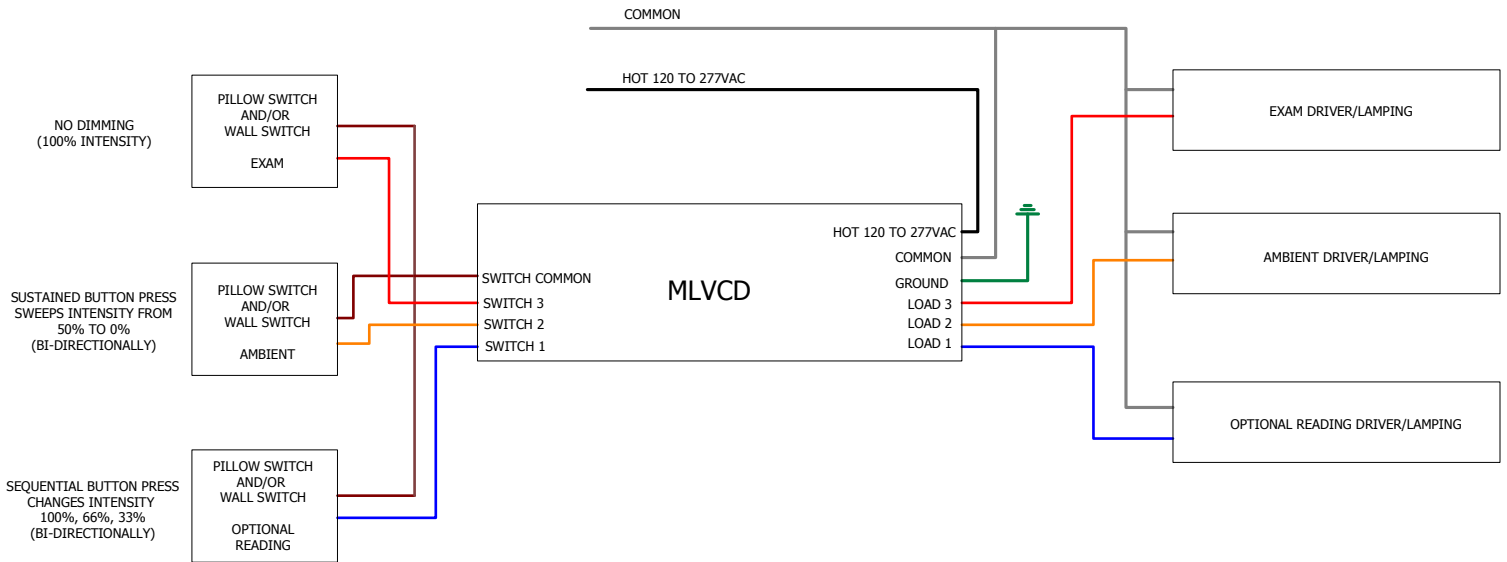 COMMON
HOT 120 TO 277VAC
NO DIMMING
(100% INTENSITY)
PILLOW SWITCH
AND/OR
WALL SWITCH
EXAM
EXAM DRIVER/LAMPING
SUSTAINED BUTTON PRESS
SWEEPS INTENSITY FROM
50% TO 0%
(BI-DIRECTIONALLY)
PILLOW SWITCH
AND/OR
WALL SWITCH
AMBIENT
SWITCH COMMON
SWITCH 3
SWITCH 2
SWITCH 1
MLVCD
HOT 120 TO 277VAC
COMMON
GROUND
LOAD 3
LOAD 2
LOAD 1
AMBIENT DRIVER/LAMPING
SEQUENTIAL BUTTON PRESS
CHANGES INTENSITY
100%, 66%, 33%
(BI-DIRECTIONALLY)
PILLOW SWITCH
AND/OR
WALL SWITCH
OPTIONAL
READING
OPTIONAL READING DRIVER/LAMPING